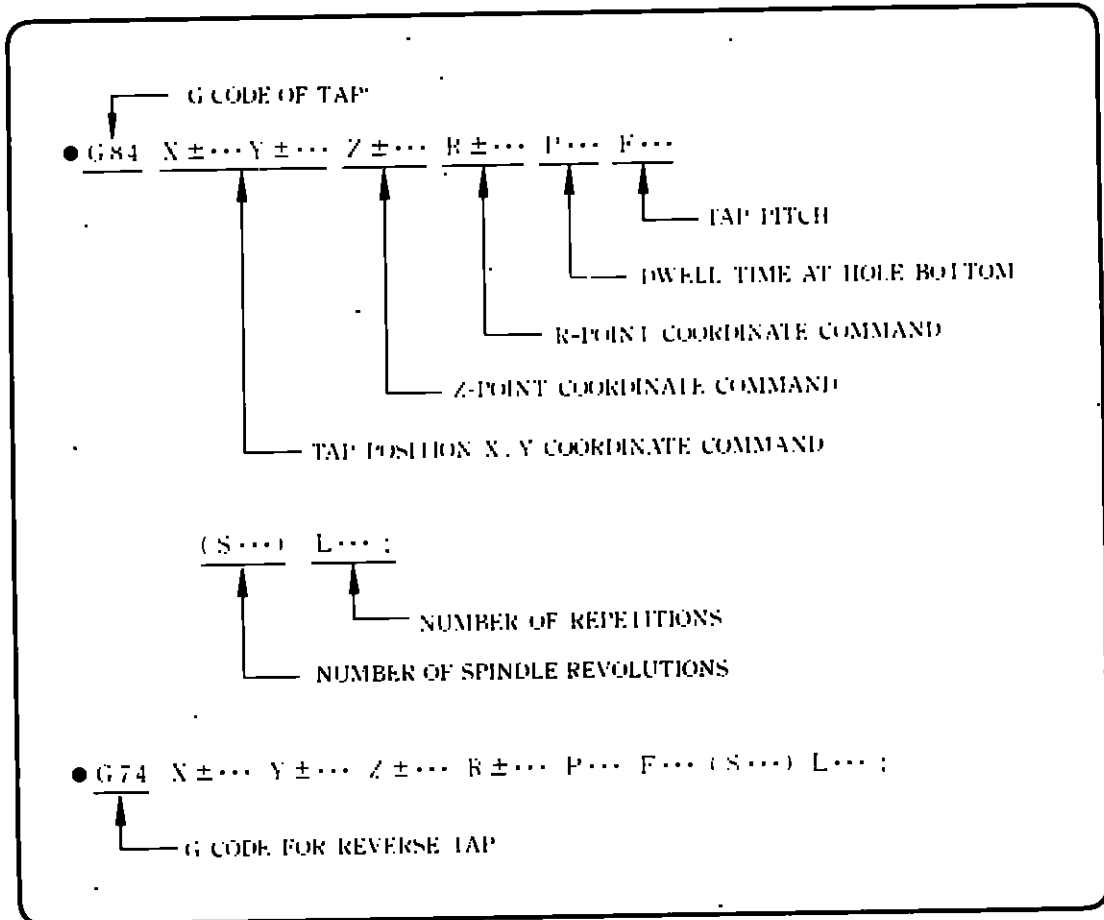 G CODE OF TAP
● G84 X ±··· Y ±··· Z ±··· R ±··· P··· F···
TAP PITCH
DWELL TIME AT HOLE BOTTOM
R-POINT COORDINATE COMMAND
Z-POINT COORDINATE COMMAND
TAP POSITION X, Y COORDINATE COMMAND
(S···) L··· ;
NUMBER OF REPETITIONS
NUMBER OF SPINDLE REVOLUTIONS
● G74 X ±··· Y ±··· Z ±··· R ±··· P··· F··· (S···) L··· ;
G CODE FOR REVERSE TAP